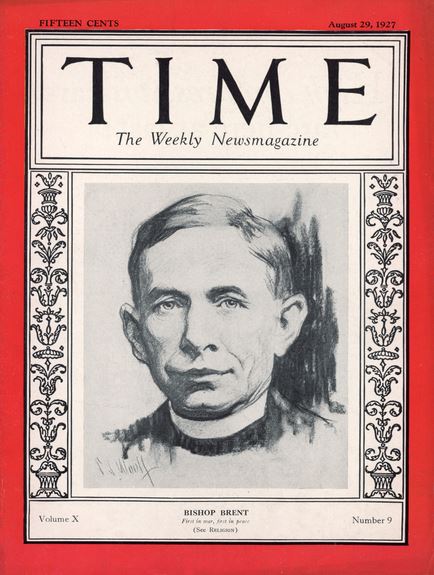 FIFTEEN CENTS August 29, 1927
TIME
The Weekly Newsmagazine
S J Woolf
Volume X BISHOP BRENT Number 9
First in war, first in peace
(See RELIGION)